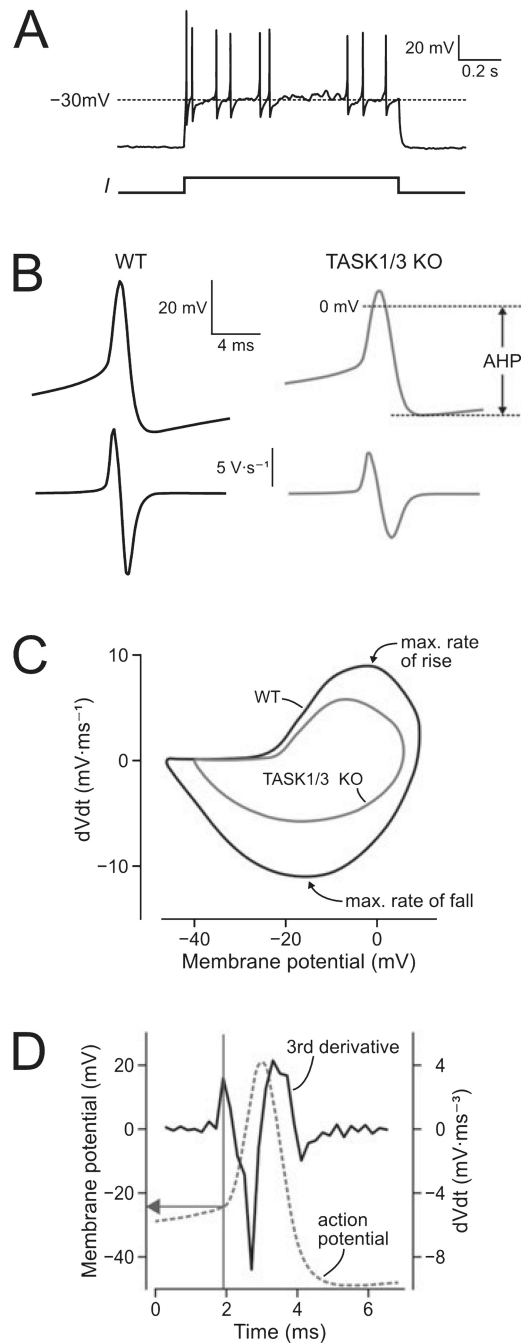 A
20 mV
0.2 s
−30mV
I
B
WT
TASK1/3 KO
20 mV
4 ms
0 mV
AHP
5 V·s⁻¹
C
max. rate
of rise
WT
TASK1/3 KO
max. rate of fall
10
0
−10
dVdt (mV·ms⁻¹)
−40
−20
0
Membrane potential (mV)
D
3rd derivative
action
potential
20
0
−20
−40
Membrane potential (mV)
4
0
−4
−8
dVdt (mV·ms⁻³)
0
2
4
6
Time (ms)